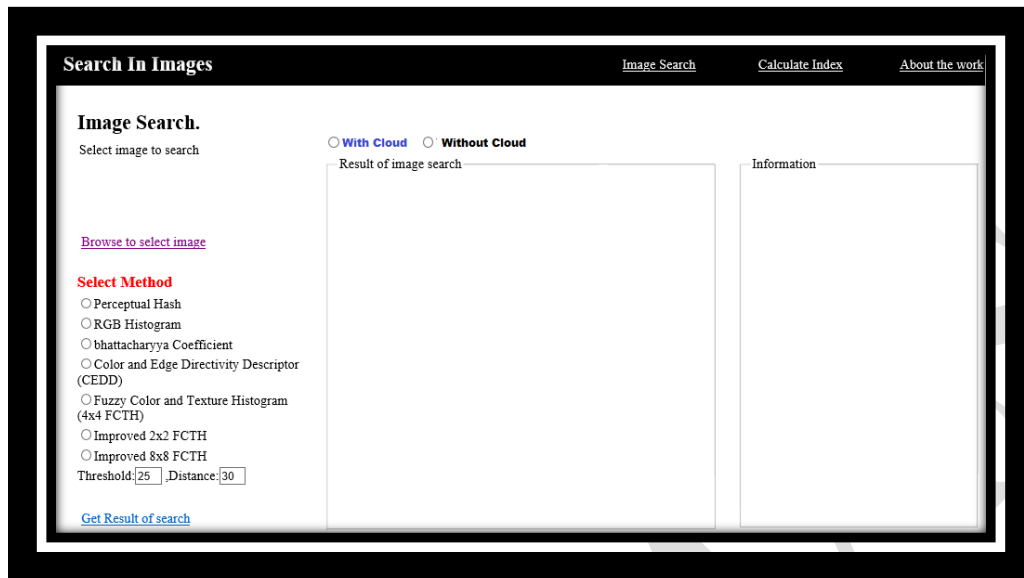 Search In Images
Image Search
Calculate Index
About the work
Image Search.
Select image to search
With Cloud
Without Cloud
Result of image search
Information
Browse to select image
Select Method
Perceptual Hash
RGB Histogram
bhattacharyya Coefficient
Color and Edge Directivity Descriptor
(CEDD)
Fuzzy Color and Texture Histogram
(4x4 FCTH)
Improved 2x2 FCTH
Improved 8x8 FCTH
Threshold: 25 ,Distance: 30
Get Result of search